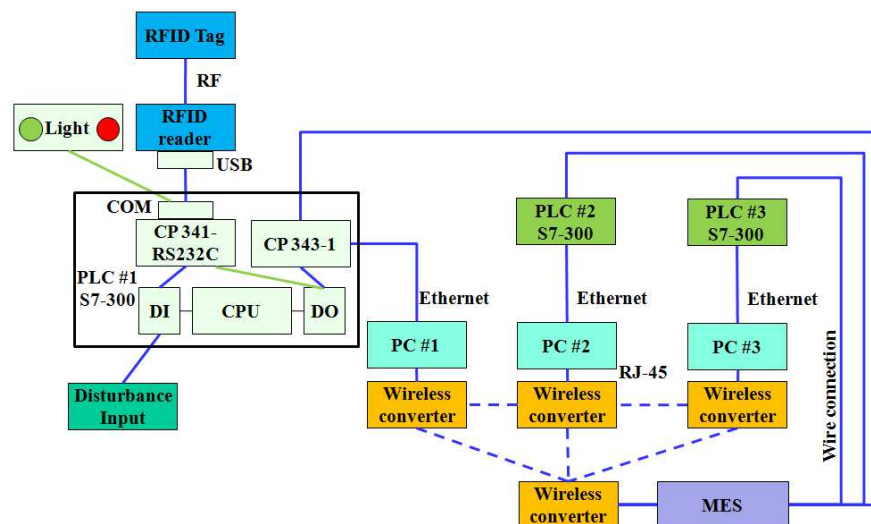 RFID Tag
RF
Light
RFID
reader
USB
COM
CP 341-
RS232C
CP 343-1
PLC #1
S7-300
DI
CPU
DO
Disturbance
Input
PLC #2
S7-300
PLC #3
S7-300
Ethernet
Ethernet
Ethernet
PC #1
PC #2
PC #3
RJ-45
Wireless
converter
Wireless
converter
Wireless
converter
Wire connection
Wireless
converter
MES